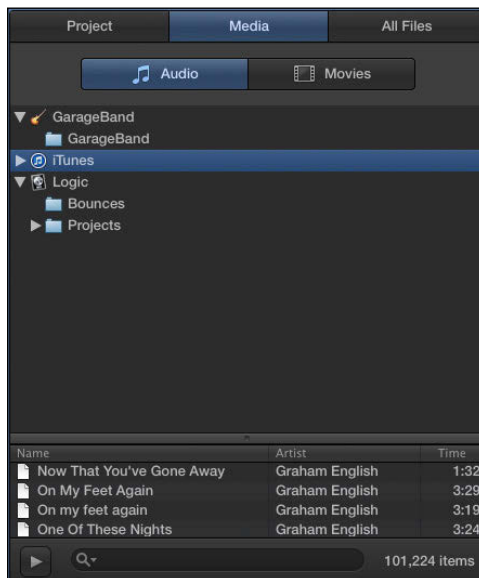 Project Media All Files
Audio Movies
GarageBand
GarageBand
iTunes
Logic
Bounces
Projects
Name Artist Time
Now That You've Gone Away Graham English 1:32
On My Feet Again Graham English 3:29
On my feet again Graham English 3:19
One Of These Nights Graham English 3:24
101,224 items